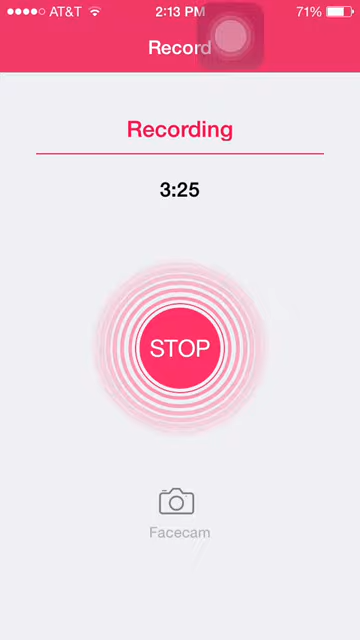 AT&T 2:13 PM 71%
Record
Recording
3:25
STOP
Facecam